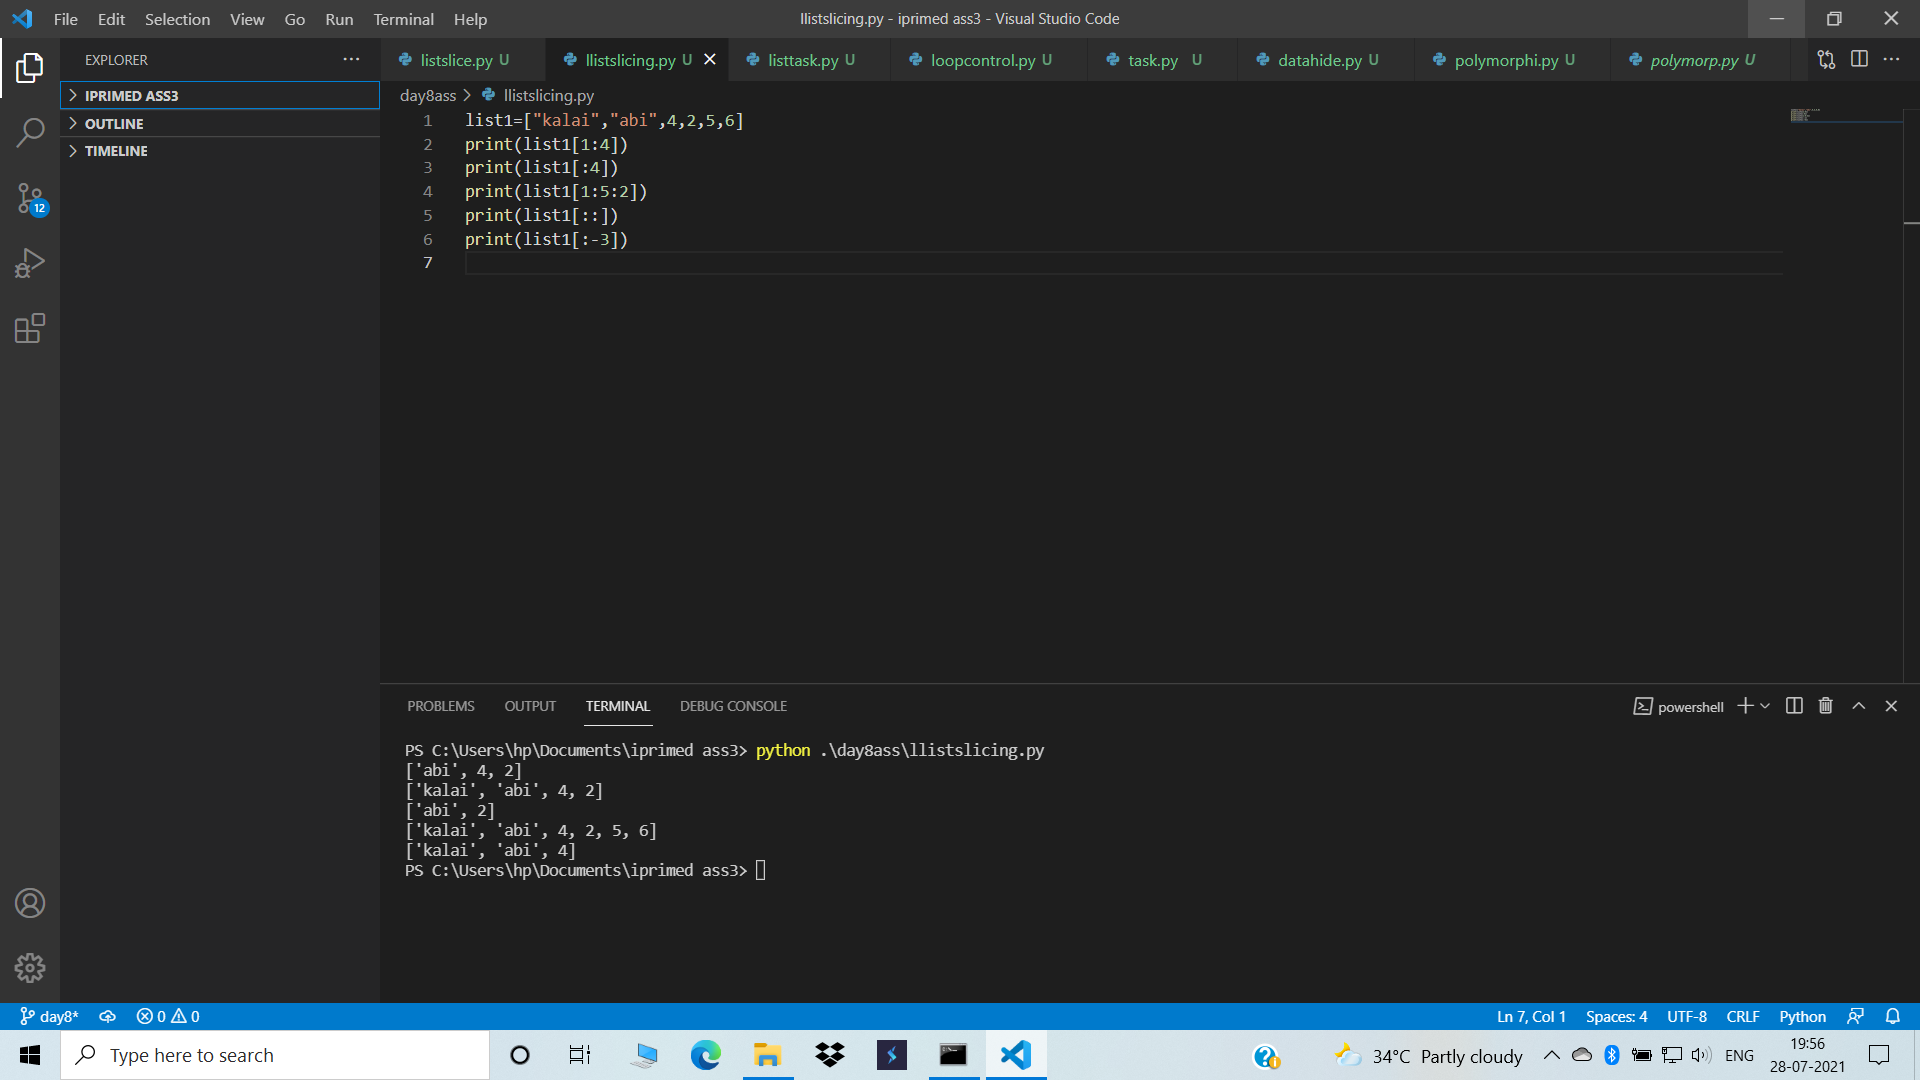 File Edit Selection View Go Run Terminal Help
llistslicing.py - iprimed ass3 - Visual Studio Code
EXPLORER
IPRIMED ASS3
OUTLINE
TIMELINE
12
listslice.py U llistslicing.py U listtask.py U loopcontrol.py U task.py U datahide.py U polymorphi.py U polymorp.py U
day8ass > llistslicing.py
1 list1=["kalai","abi",4,2,5,6]
2 print(list1[1:4])
3 print(list1[:4])
4 print(list1[1:5:2])
5 print(list1[::])
6 print(list1[:-3])
7
PROBLEMS OUTPUT TERMINAL DEBUG CONSOLE
powershell
PS C:\Users\hp\Documents\iprimed ass3> python .\day8ass\llistslicing.py
['abi', 4, 2]
['kalai', 'abi', 4, 2]
['abi', 2]
['kalai', 'abi', 4, 2, 5, 6]
['kalai', 'abi', 4]
PS C:\Users\hp\Documents\iprimed ass3>
day8* 0 0 Ln 7, Col 1 Spaces: 4 UTF-8 CRLF Python
Type here to search
34°C Partly cloudy
ENG
19:56
28-07-2021